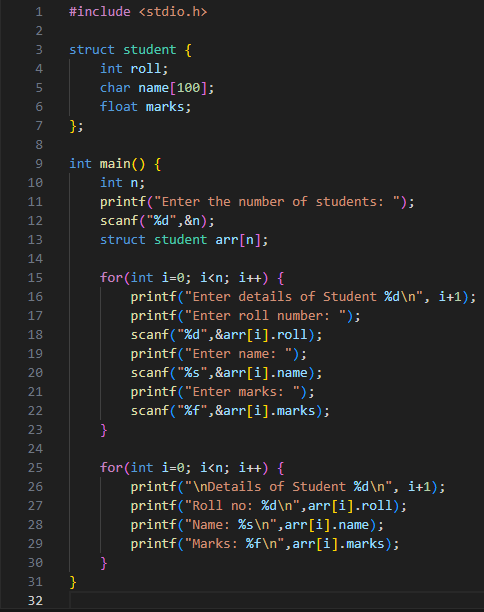 1 #include <stdio.h>
2
3 struct student {
4     int roll;
5     char name[100];
6     float marks;
7 };
8
9 int main() {
10     int n;
11     printf("Enter the number of students: ");
12     scanf("%d",&n);
13     struct student arr[n];
14
15     for(int i=0; i<n; i++) {
16         printf("Enter details of Student %d\n", i+1);
17         printf("Enter roll number: ");
18         scanf("%d",&arr[i].roll);
19         printf("Enter name: ");
20         scanf("%s",&arr[i].name);
21         printf("Enter marks: ");
22         scanf("%f",&arr[i].marks);
23     }
24
25     for(int i=0; i<n; i++) {
26         printf("\nDetails of Student %d\n", i+1);
27         printf("Roll no: %d\n",arr[i].roll);
28         printf("Name: %s\n",arr[i].name);
29         printf("Marks: %f\n",arr[i].marks);
30     }
31 }
32